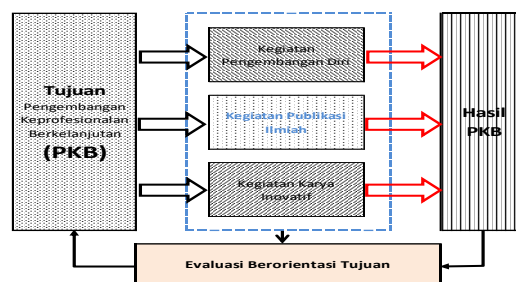 Tujuan
Pengembangan
Keprofesionalan
Berkelanjutan
(PKB)
Kegiatan
Pengembangan Diri
Kegiatan Publikasi
Ilmiah
Kegiatan Karya
Inovatif
Hasil
PKB
Evaluasi Berorientasi Tujuan